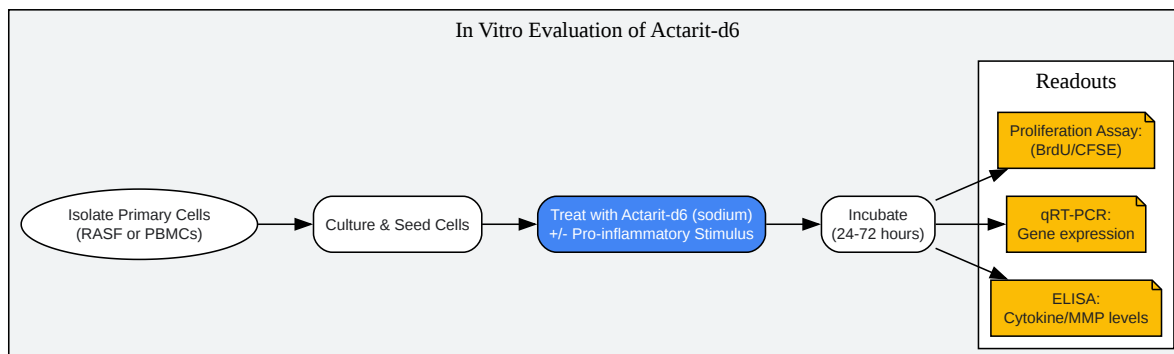 In Vitro Evaluation of Actarit-d6
Isolate Primary Cells
(RASF or PBMCs)
Culture & Seed Cells
Treat with Actarit-d6 (sodium)
+/- Pro-inflammatory Stimulus
Incubate
(24-72 hours)
Readouts
Proliferation Assay:
(BrdU/CFSE)
qRT-PCR:
Gene expression
ELISA:
Cytokine/MMP levels